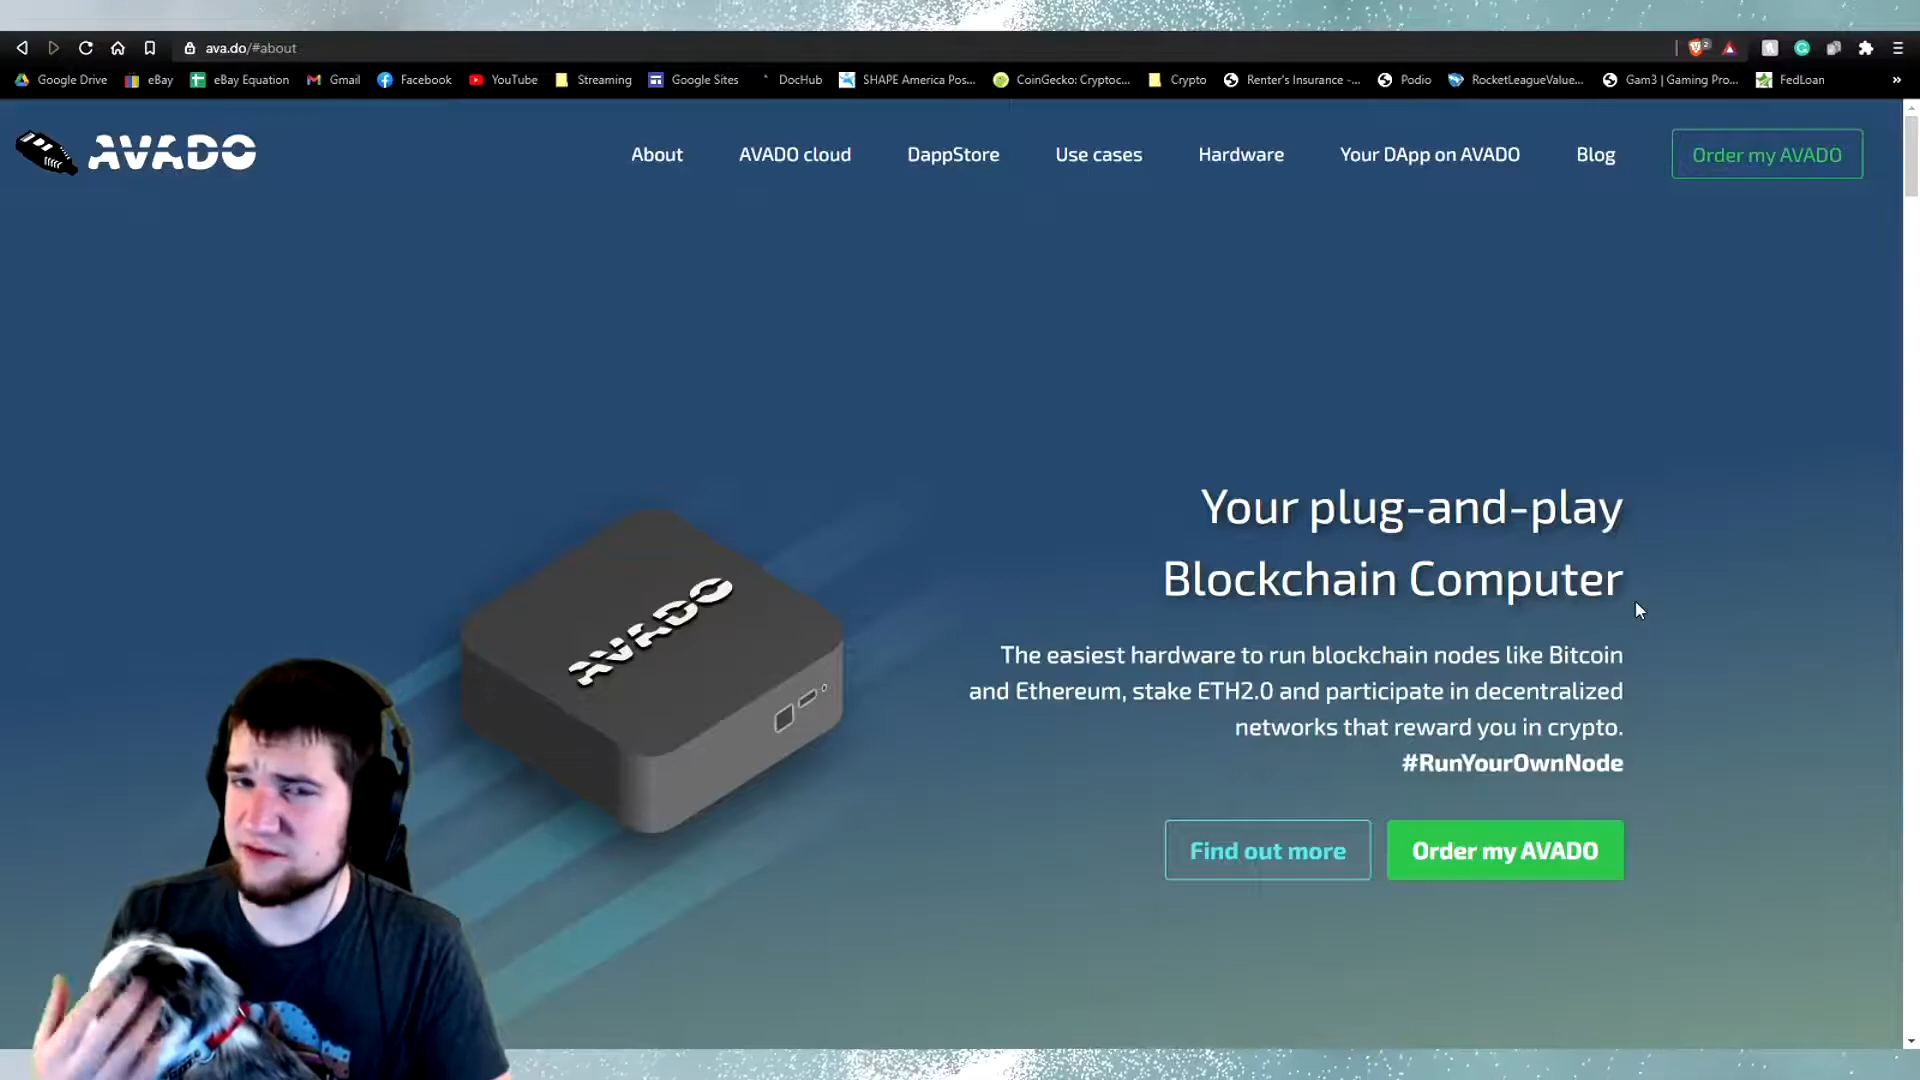 ava.do/#about
Google Drive eBay eBay Equation Gmail Facebook YouTube Streaming Google Sites DocHub SHAPE America Pos... CoinGecko: Cryptoc... Crypto Renter's Insurance -... Podio RocketLeagueValue... Gam3 | Gaming Pro... FedLoan »
AVADO About AVADO cloud DappStore Use cases Hardware Your DApp on AVADO Blog Order my AVADO
Your plug-and-play
Blockchain Computer
AVADO
The easiest hardware to run blockchain nodes like Bitcoin
and Ethereum, stake ETH2.0 and participate in decentralized
networks that reward you in crypto.
#RunYourOwnNode
Find out more Order my AVADO